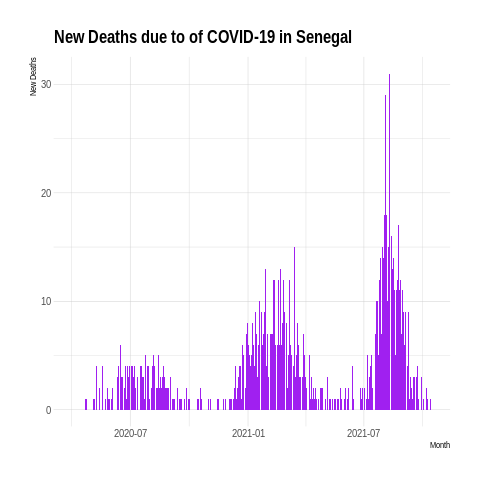 New Deaths due to of COVID-19 in Senegal
New Deaths
30
20
10
0
2020-07
2021-01
2021-07
Month